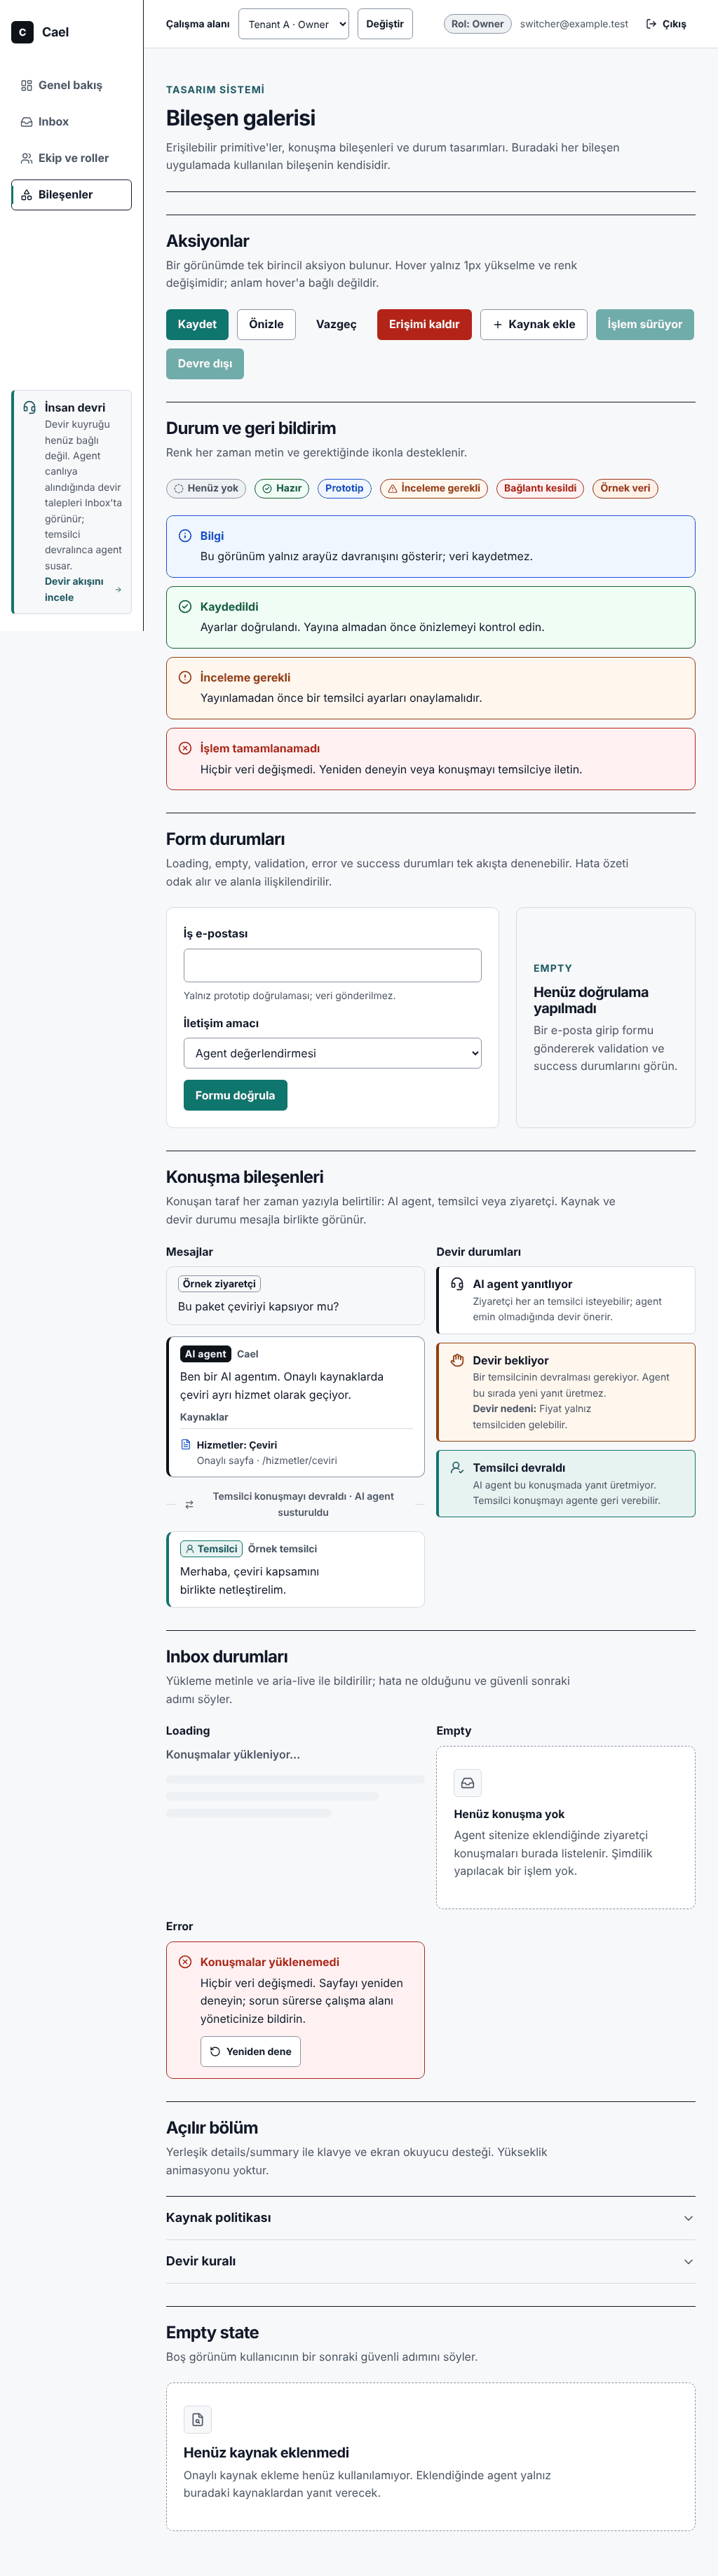 C Cael
Genel bakış
Inbox
Ekip ve roller
Bileşenler
İnsan devri
Devir kuyruğu
henüz bağlı
değil. Agent
canlıya
alındığında devir
talepleri Inbox'ta
görünür;
temsilci
devralınca agent
susar.
Devir akışını
incele
Çalışma alanı Tenant A · Owner Değiştir Rol: Owner switcher@example.test Çıkış
TASARIM SİSTEMİ
Bileşen galerisi
Erişilebilir primitive'ler, konuşma bileşenleri ve durum tasarımları. Buradaki her bileşen
uygulamada kullanılan bileşenin kendisidir.
Aksiyonlar
Bir görünümde tek birincil aksiyon bulunur. Hover yalnız 1px yükselme ve renk
değişimidir; anlam hover'a bağlı değildir.
Kaydet Önizle Vazgeç Erişimi kaldır Kaynak ekle İşlem sürüyor
Devre dışı
Durum ve geri bildirim
Renk her zaman metin ve gerektiğinde ikonla desteklenir.
Henüz yok Hazır Prototip İnceleme gerekli Bağlantı kesildi Örnek veri
Bilgi
Bu görünüm yalnız arayüz davranışını gösterir; veri kaydetmez.
Kaydedildi
Ayarlar doğrulandı. Yayına almadan önce önizlemeyi kontrol edin.
İnceleme gerekli
Yayınlamadan önce bir temsilci ayarları onaylamalıdır.
İşlem tamamlanamadı
Hiçbir veri değişmedi. Yeniden deneyin veya konuşmayı temsilciye iletin.
Form durumları
Loading, empty, validation, error ve success durumları tek akışta denenebilir. Hata özeti
odak alır ve alanla ilişkilendirilir.
İş e-postası
Yalnız prototip doğrulaması; veri gönderilmez.
İletişim amacı
Agent değerlendirmesi
Formu doğrula
EMPTY
Henüz doğrulama
yapılmadı
Bir e-posta girip formu
göndererek validation ve
success durumlarını görün.
Konuşma bileşenleri
Konuşan taraf her zaman yazıyla belirtilir: AI agent, temsilci veya ziyaretçi. Kaynak ve
devir durumu mesajla birlikte görünür.
Mesajlar
Örnek ziyaretçi
Bu paket çeviriyi kapsıyor mu?
AI agent Cael
Ben bir AI agentım. Onaylı kaynaklarda
çeviri ayrı hizmet olarak geçiyor.
Kaynaklar
Hizmetler: Çeviri
Onaylı sayfa · /hizmetler/ceviri
Temsilci konuşmayı devraldı · AI agent
susturuldu
Temsilci Örnek temsilci
Merhaba, çeviri kapsamını
birlikte netleştirelim.
Devir durumları
AI agent yanıtlıyor
Ziyaretçi her an temsilci isteyebilir; agent
emin olmadığında devir önerir.
Devir bekliyor
Bir temsilcinin devralması gerekiyor. Agent
bu sırada yeni yanıt üretmez.
Devir nedeni: Fiyat yalnız
temsilciden gelebilir.
Temsilci devraldı
AI agent bu konuşmada yanıt üretmiyor.
Temsilci konuşmayı agente geri verebilir.
Inbox durumları
Yükleme metinle ve aria-live ile bildirilir; hata ne olduğunu ve güvenli sonraki
adımı söyler.
Loading
Konuşmalar yükleniyor…
Empty
Henüz konuşma yok
Agent sitenize eklendiğinde ziyaretçi
konuşmaları burada listelenir. Şimdilik
yapılacak bir işlem yok.
Error
Konuşmalar yüklenemedi
Hiçbir veri değişmedi. Sayfayı yeniden
deneyin; sorun sürerse çalışma alanı
yöneticinize bildirin.
Yeniden dene
Açılır bölüm
Yerleşik details/summary ile klavye ve ekran okuyucu desteği. Yükseklik
animasyonu yoktur.
Kaynak politikası
Devir kuralı
Empty state
Boş görünüm kullanıcının bir sonraki güvenli adımını söyler.
Henüz kaynak eklenmedi
Onaylı kaynak ekleme henüz kullanılamıyor. Eklendiğinde agent yalnız
buradaki kaynaklardan yanıt verecek.